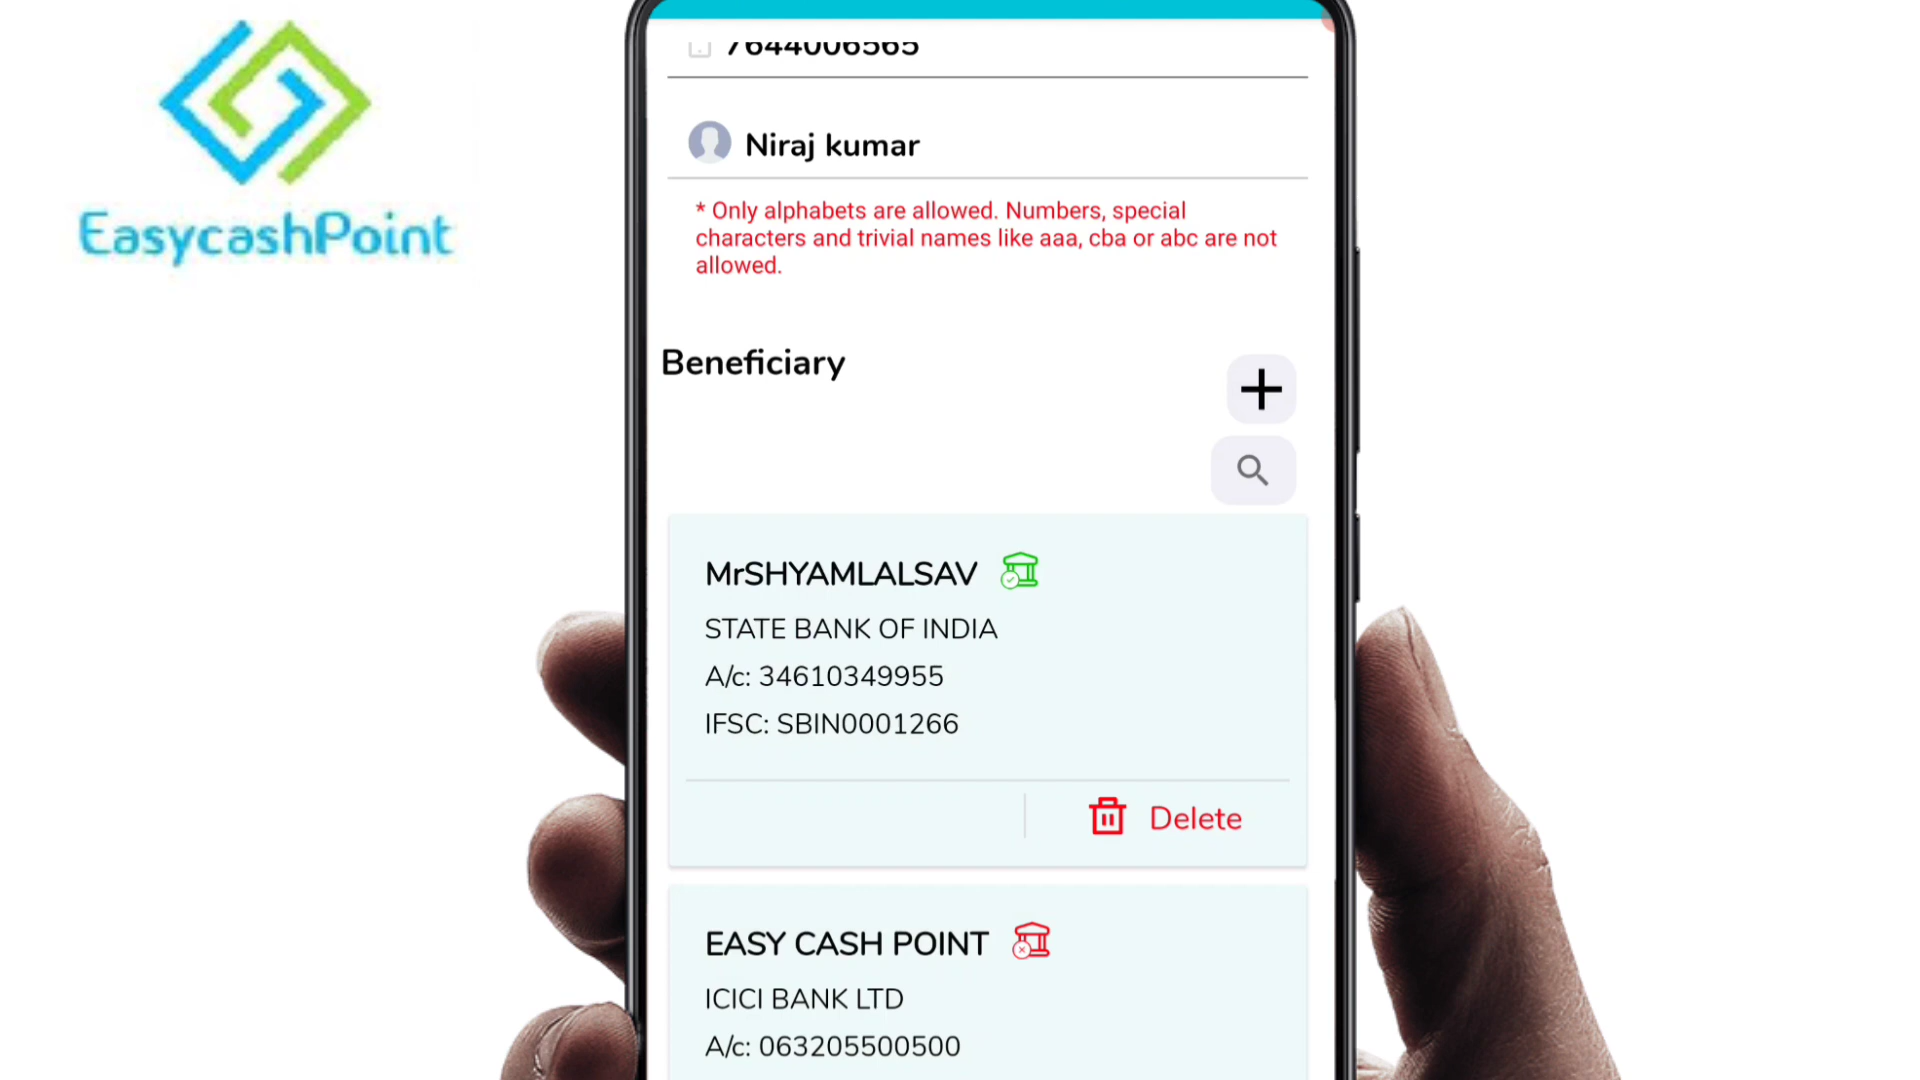 EasycashPoint
7644006565
Niraj kumar
* Only alphabets are allowed. Numbers, special
characters and trivial names like aaa, cba or abc are not
allowed.
Beneficiary
MrSHYAMLALSAV
STATE BANK OF INDIA
A/c: 34610349955
IFSC: SBIN0001266
Delete
EASY CASH POINT
ICICI BANK LTD
A/c: 063205500500